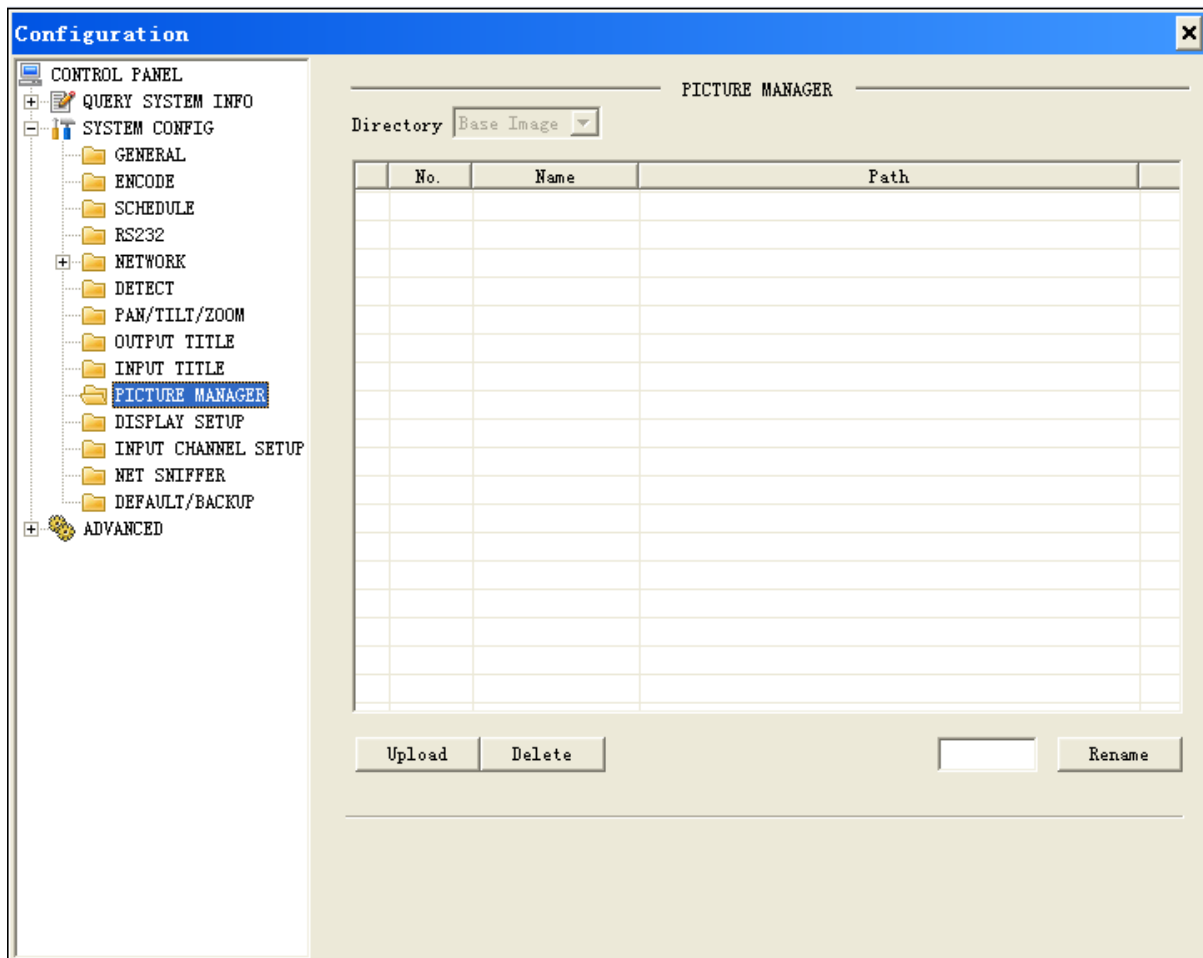 Configuration
CONTROL PANEL
QUERY SYSTEM INFO
SYSTEM CONFIG
GENERAL
ENCODE
SCHEDULE
RS232
NETWORK
DETECT
PAN/TILT/ZOOM
OUTPUT TITLE
INPUT TITLE
PICTURE MANAGER
DISPLAY SETUP
INPUT CHANNEL SETUP
NET SNIFFER
DEFAULT/BACKUP
ADVANCED
PICTURE MANAGER
Directory Base Image
No. Name Path
Upload Delete Rename